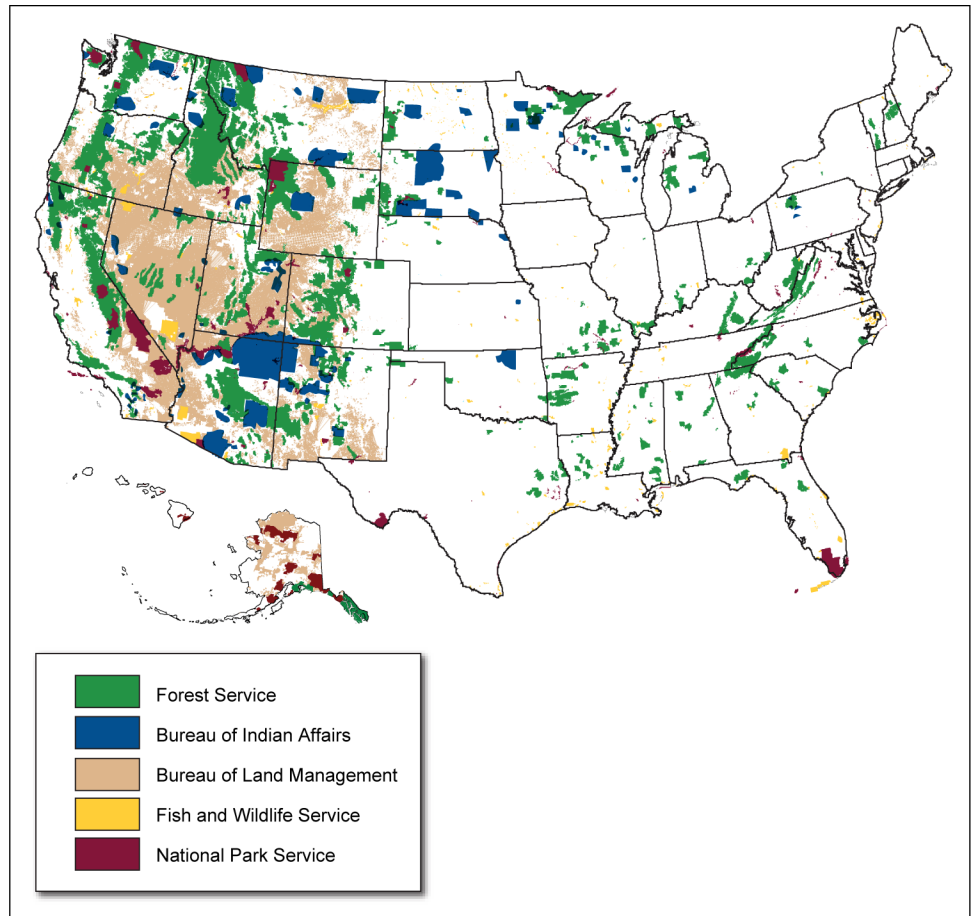 Forest Service
Bureau of Indian Affairs
Bureau of Land Management
Fish and Wildlife Service
National Park Service